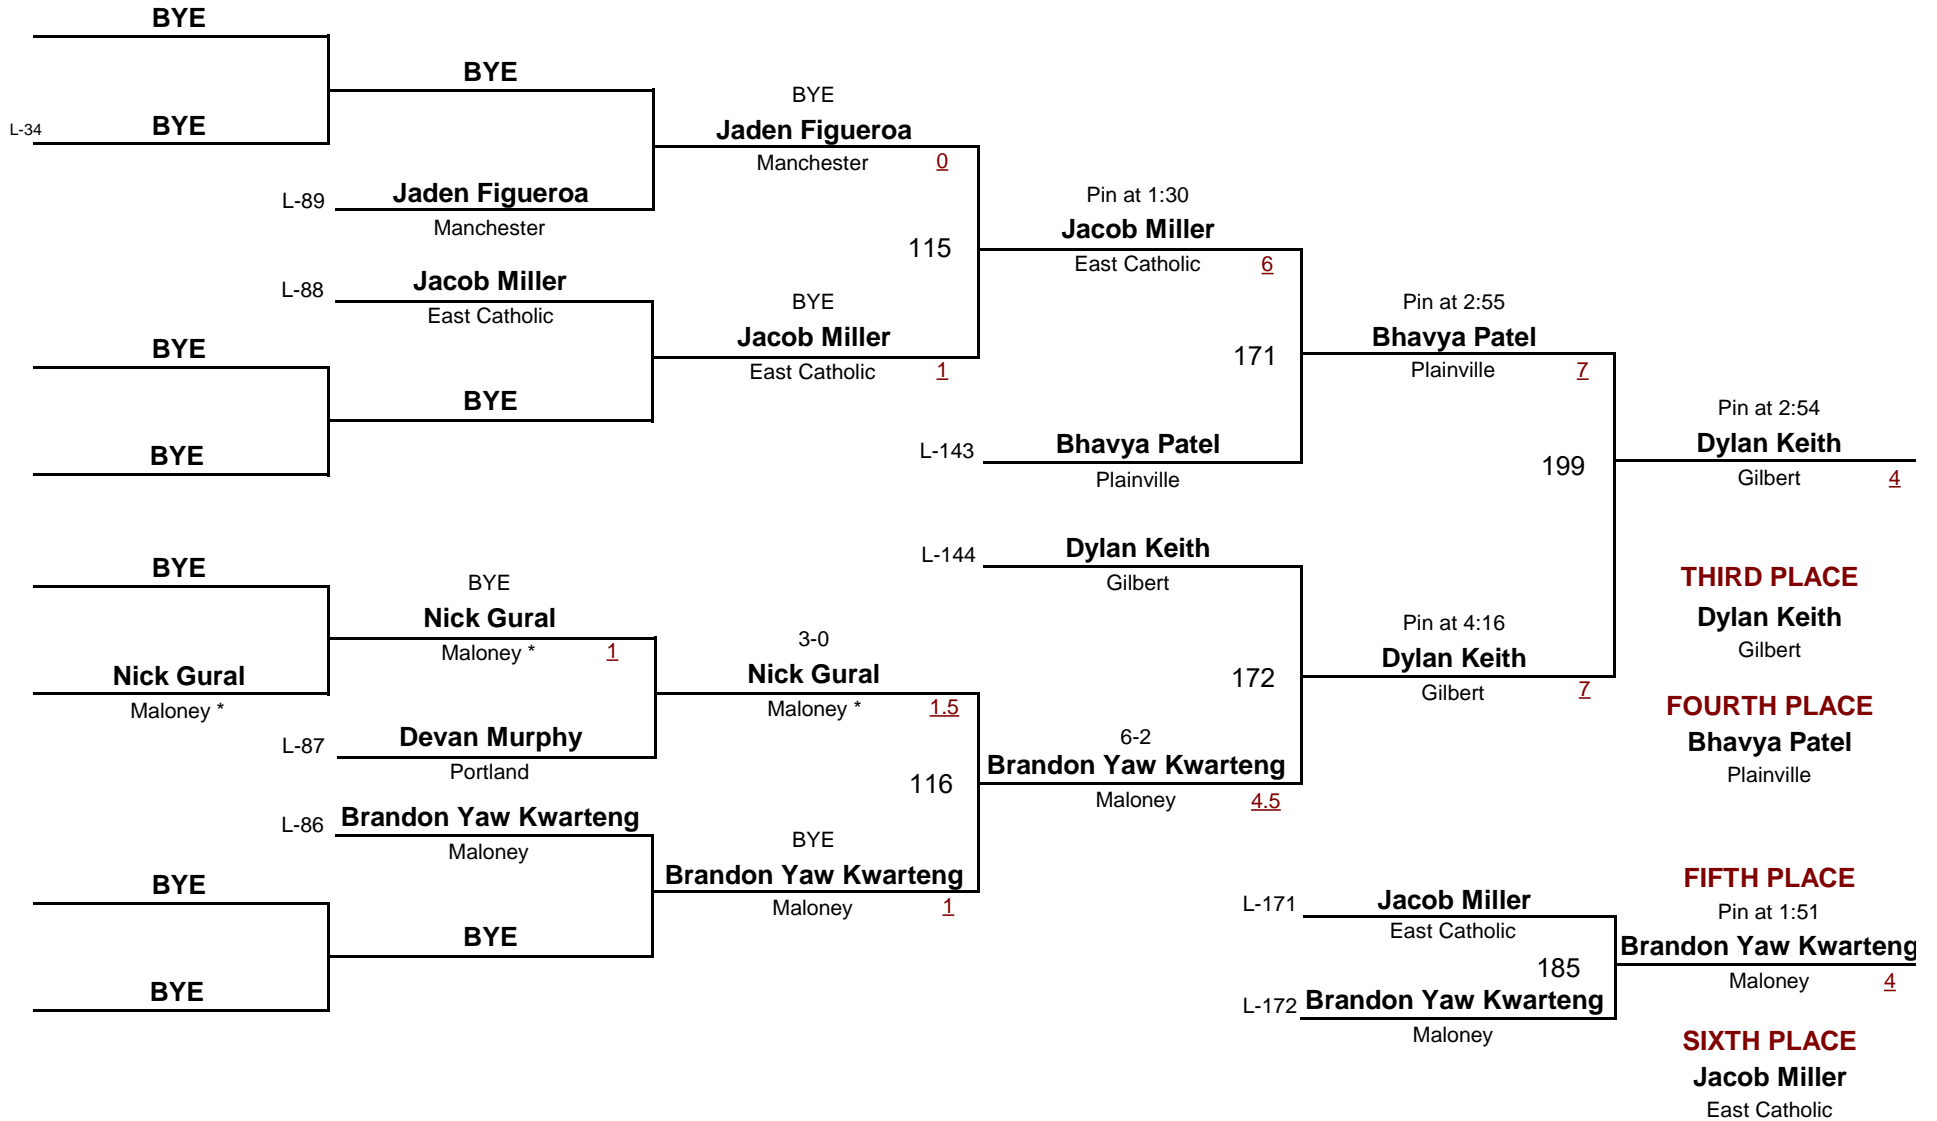 BYE
BYE
L-34
BYE
BYE
Jaden Figueroa
Manchester
0
L-89
Jaden Figueroa
Manchester
Pin at 1:30
Jacob Miller
East Catholic
6
115
L-88
Jacob Miller
East Catholic
BYE
Jacob Miller
East Catholic
1
BYE
BYE
BYE
171
Pin at 2:55
Bhavya Patel
Plainville
7
L-143
Bhavya Patel
Plainville
199
Pin at 2:54
Dylan Keith
Gilbert
4
L-144
Dylan Keith
Gilbert
BYE
BYE
Nick Gural
Maloney *
1
Nick Gural
Maloney *
3-0
Nick Gural
Maloney *
1.5
172
Pin at 4:16
Dylan Keith
Gilbert
7
THIRD PLACE
Dylan Keith
Gilbert
FOURTH PLACE
Bhavya Patel
Plainville
L-87
Devan Murphy
Portland
116
6-2
Brandon Yaw Kwarteng
Maloney
4.5
L-86
Brandon Yaw Kwarteng
Maloney
BYE
Brandon Yaw Kwarteng
Maloney
1
BYE
BYE
BYE
L-171
Jacob Miller
East Catholic
185
L-172
Brandon Yaw Kwarteng
Maloney
FIFTH PLACE
Pin at 1:51
Brandon Yaw Kwarteng
Maloney
4
SIXTH PLACE
Jacob Miller
East Catholic